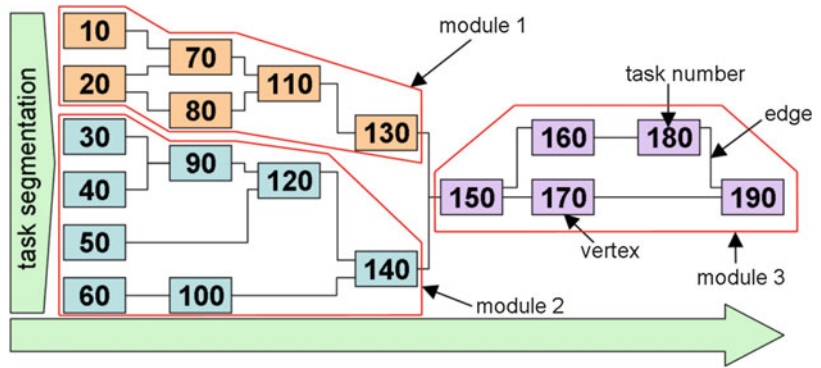 task segmentation
10
20
30
40
50
60
70
80
90
100
110
120
130
140
module 1
module 2
150
160
170
180
190
task number
edge
vertex
module 3